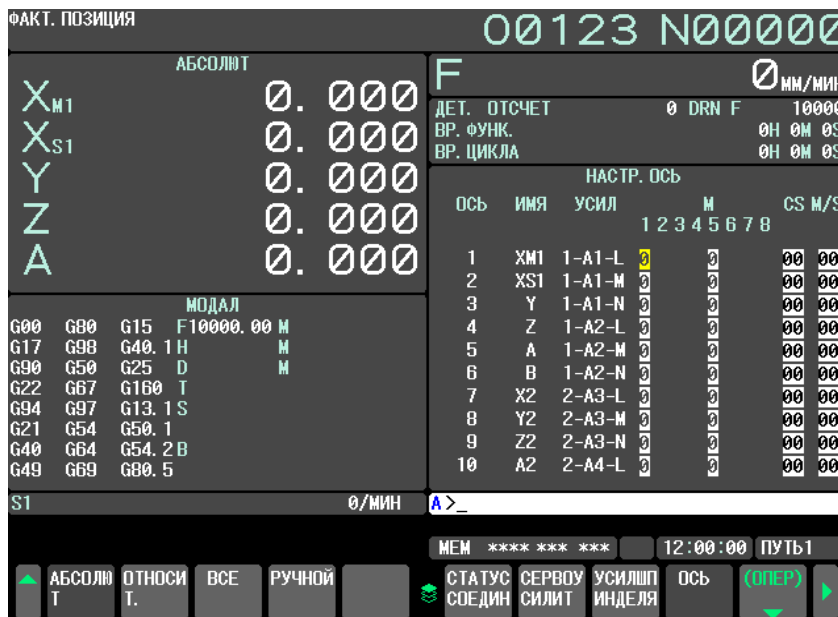 ФАКТ. ПОЗИЦИЯ
O0123 N00000
АБСОЛЮТ
XM1 0. 000
XS1 0. 000
Y 0. 000
Z 0. 000
A 0. 000
F 0 ММ/МИН
ДЕТ. ОТСЧЕТ 0 DRN F 10000
ВР. ФУНК. 0H 0M 0S
ВР. ЦИКЛА 0H 0M 0S
НАСТР. ОСЬ
ОСЬ ИМЯ УСИЛ M CS M/S
1 2 3 4 5 6 7 8
1 XM1 1-A1-L 0 0 00 00
2 XS1 1-A1-M 0 0 00 00
3 Y 1-A1-N 0 0 00 00
4 Z 1-A2-L 0 0 00 00
5 A 1-A2-M 0 0 00 00
6 B 1-A2-N 0 0 00 00
7 X2 2-A3-L 0 0 00 00
8 Y2 2-A3-M 0 0 00 00
9 Z2 2-A3-N 0 0 00 00
10 A2 2-A4-L 0 0 00 00
МОДАЛ
G00 G80 G15 F10000. 00 M
G17 G98 G40. 1 H M
G90 G50 G25 D M
G22 G67 G160 T
G94 G97 G13. 1 S
G21 G54 G50. 1
G40 G64 G54. 2 B
G49 G69 G80. 5
S1 0/МИН
A >_
MEM **** *** *** 12:00:00 ПУТЬ1
АБСОЛЮ ОТНОСИ ВСЕ РУЧНОЙ СТАТУС СЕРВОУ УСИЛШП ОСЬ (ОПЕР)
Т Т. СОЕДИН СИЛИТ ИНДЕЛЯ